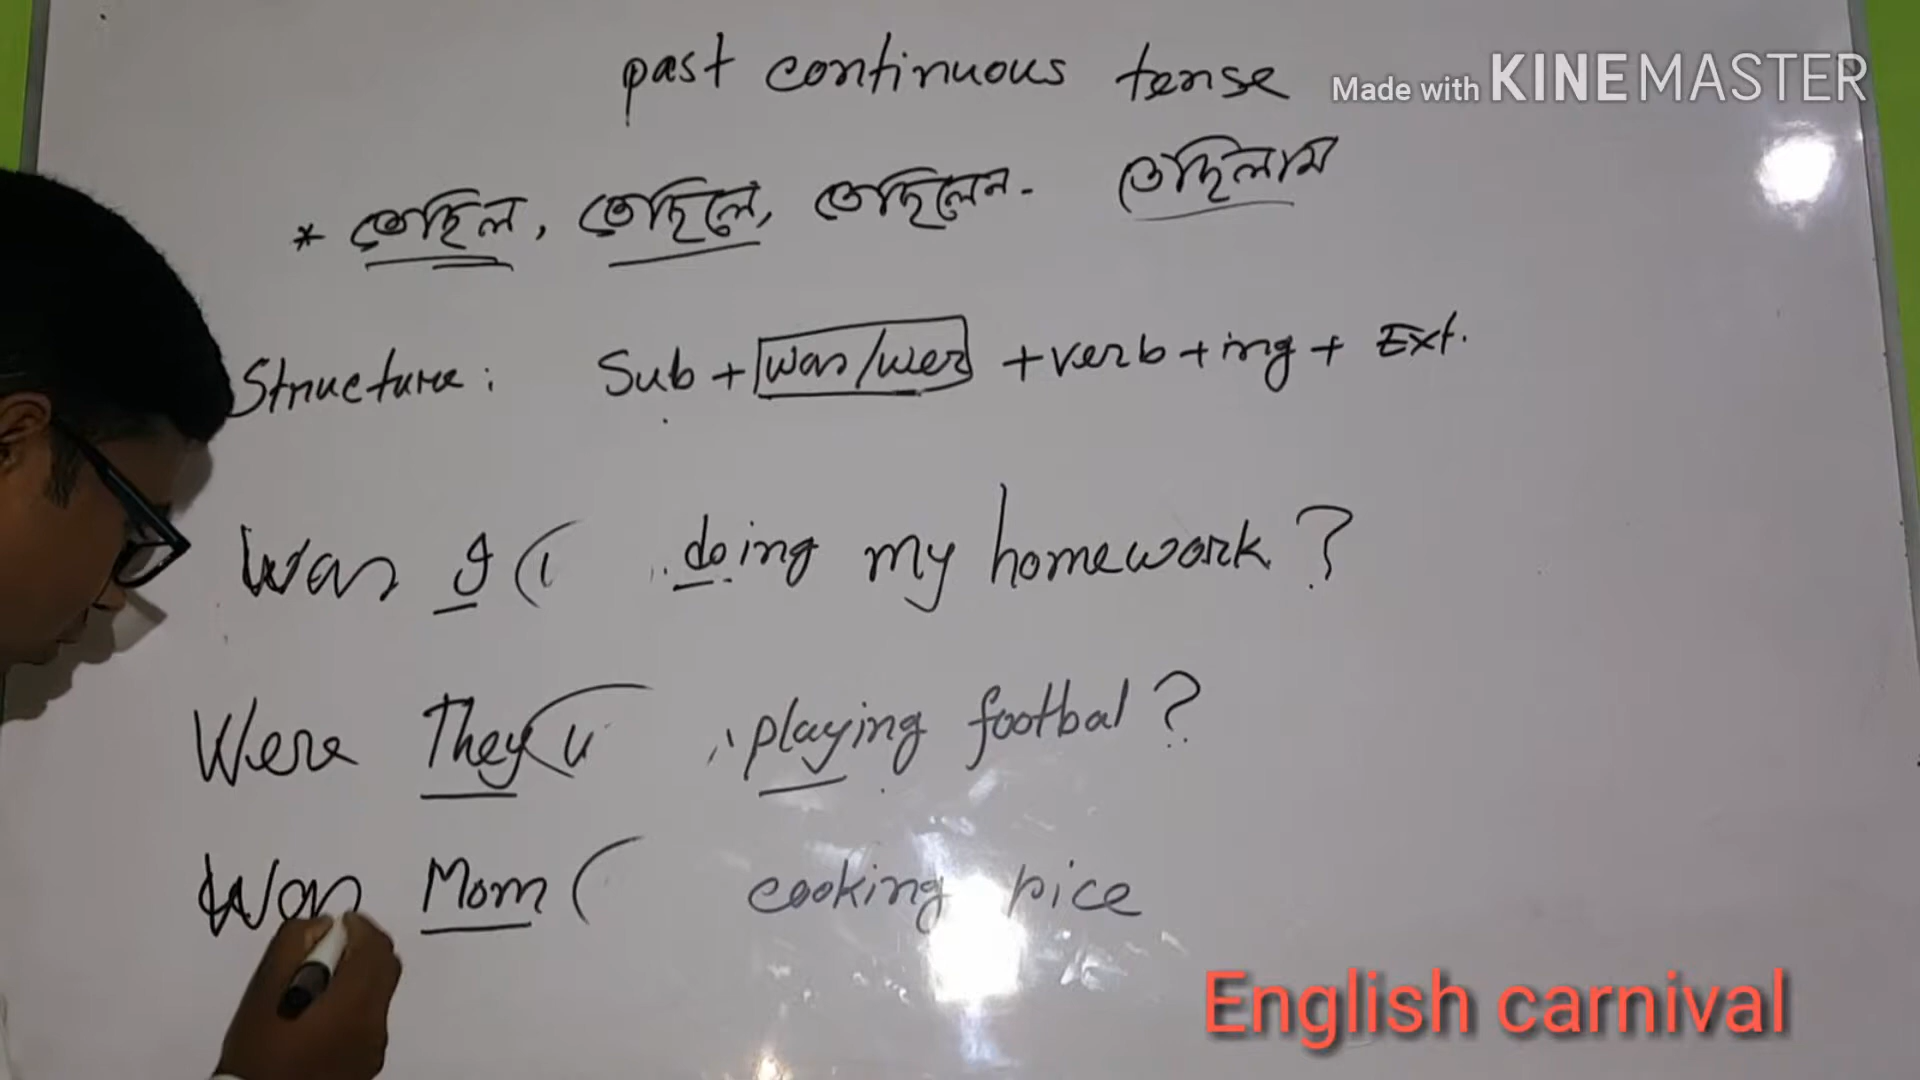 past continuous tense
Made with KINEMASTER
* তেছিল, তেছিলে, তেছিলেন. তেছিলাম
Structure: Sub + was/wer +verb+ing+ Ext.
Was I ( doing my homework?
Were They ( playing footbal?
Was Mom ( cooking rice
English carnival